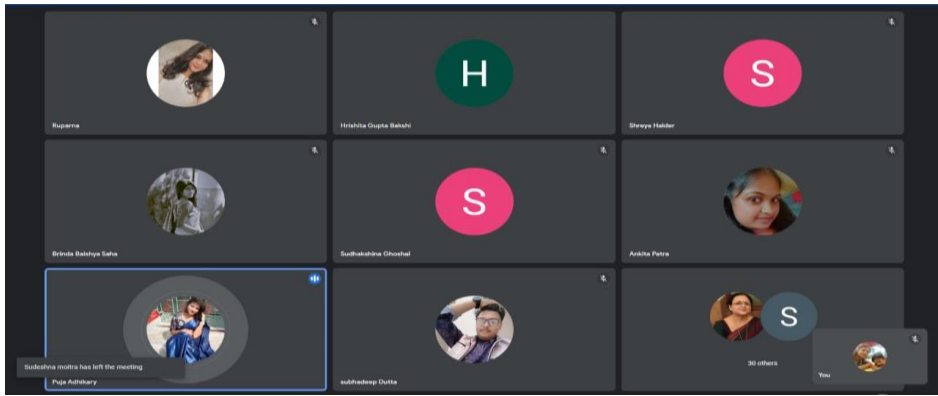 Ruparna
H
Hrishita Gupta Bakshi
S
Shreya Halder
Brinda Baishya Saha
S
Sudhakshina Ghoshal
Ankita Patra
Sudeshna moitra has left the meeting
Puja Adhikary
subhadeep Dutta
S
30 others
You